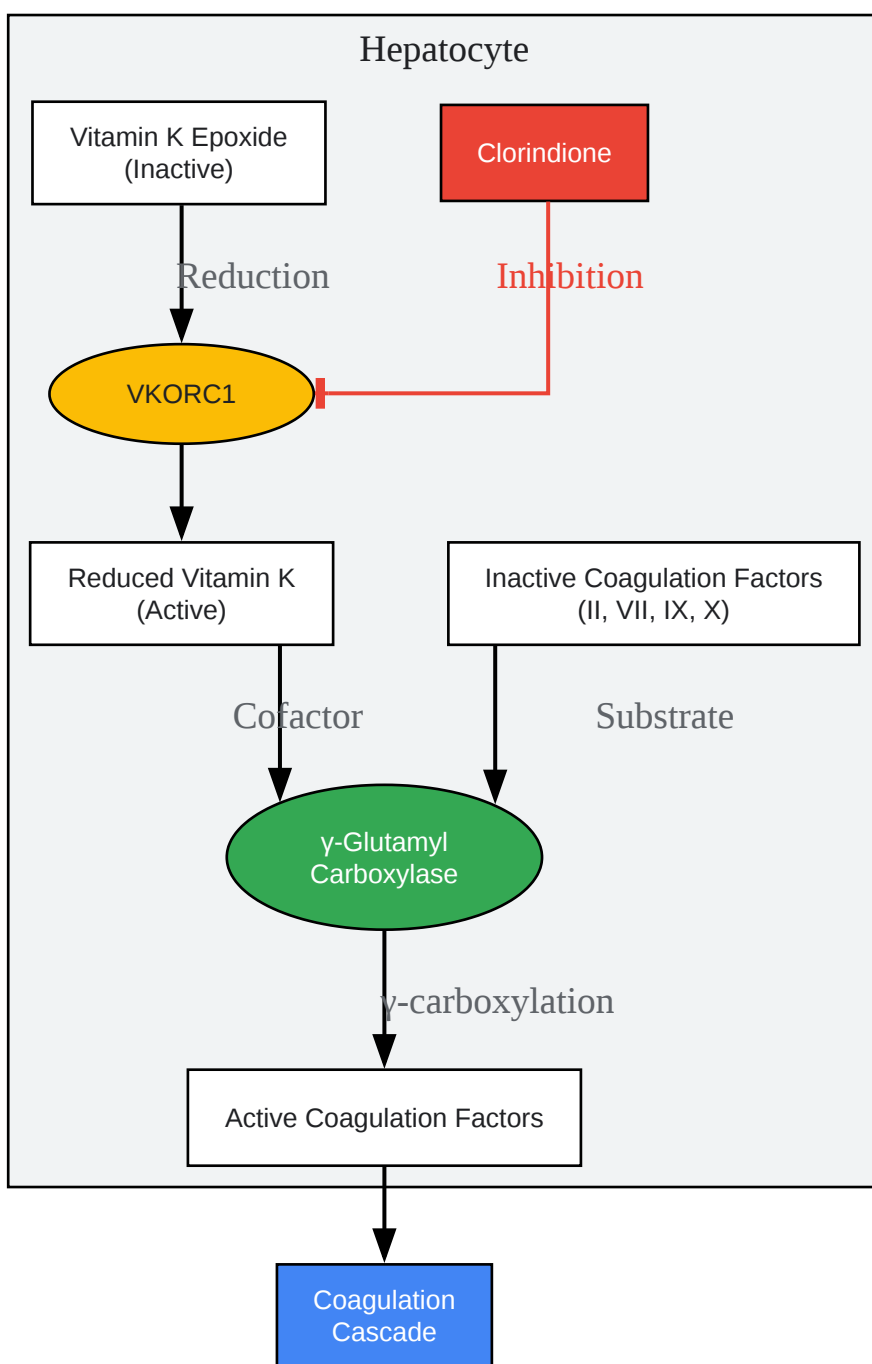 Hepatocyte
Vitamin K Epoxide
(Inactive)
Clorindione
Reduction
Inhibition
VKORC1
Reduced Vitamin K
(Active)
Inactive Coagulation Factors
(II, VII, IX, X)
Cofactor
Substrate
γ-Glutamyl
Carboxylase
γ-carboxylation
Active Coagulation Factors
Coagulation
Cascade